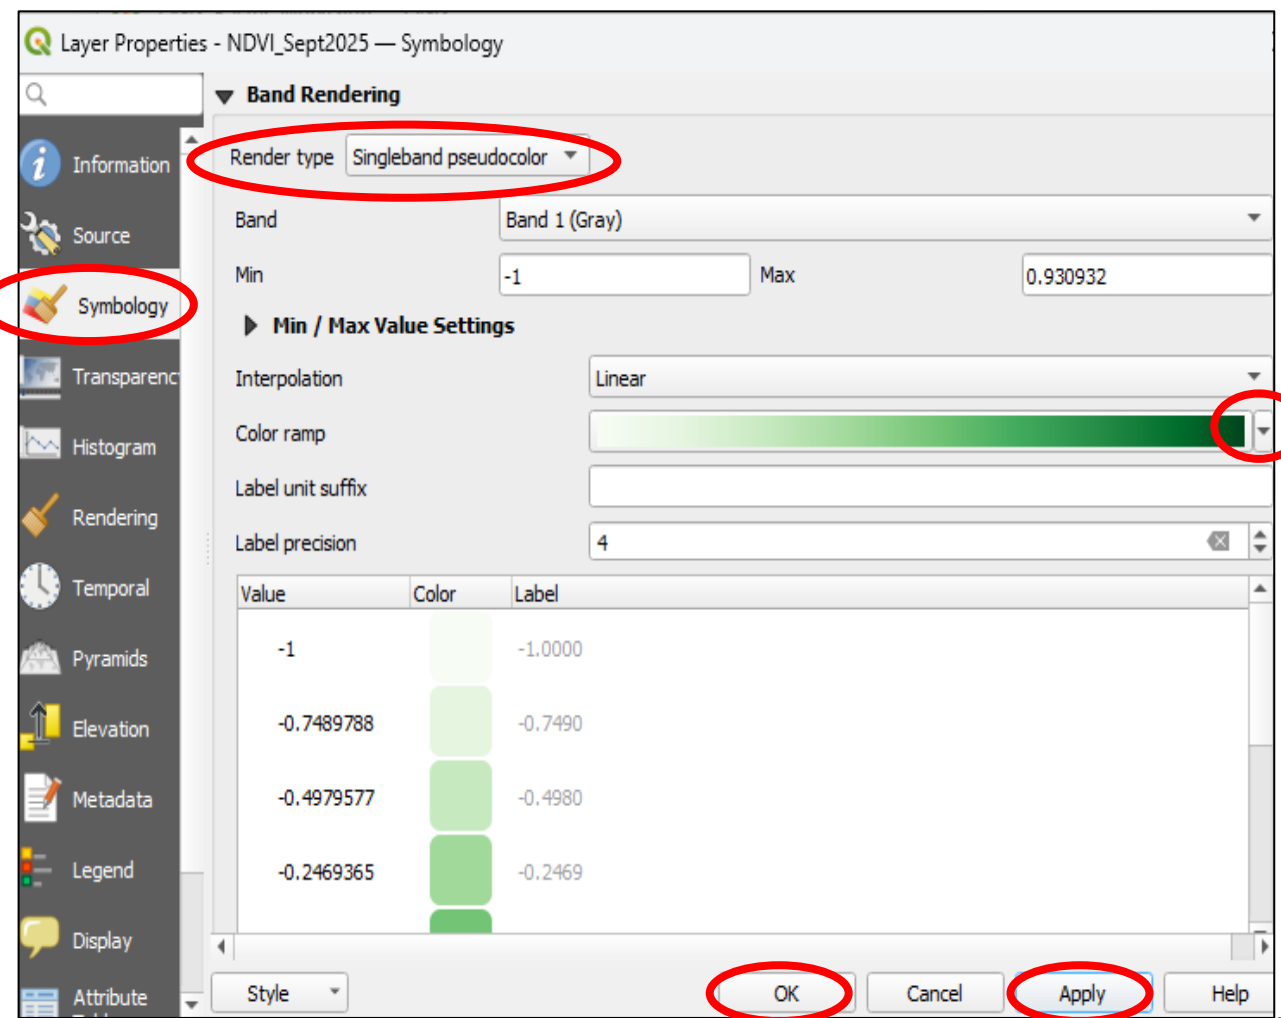 Layer Properties - NDVI_Sept2025 — Symbology
Band Rendering
Information
Source
Symbology
Transparenc
Histogram
Rendering
Temporal
Pyramids
Elevation
Metadata
Legend
Display
Attribute
Render type Singleband pseudocolor
Band Band 1 (Gray)
Min -1 Max 0.930932
Min / Max Value Settings
Interpolation Linear
Color ramp
Label unit suffix
Label precision 4
Value Color Label
-1 -1.0000
-0.7489788 -0.7490
-0.4979577 -0.4980
-0.2469365 -0.2469
Style OK Cancel Apply Help